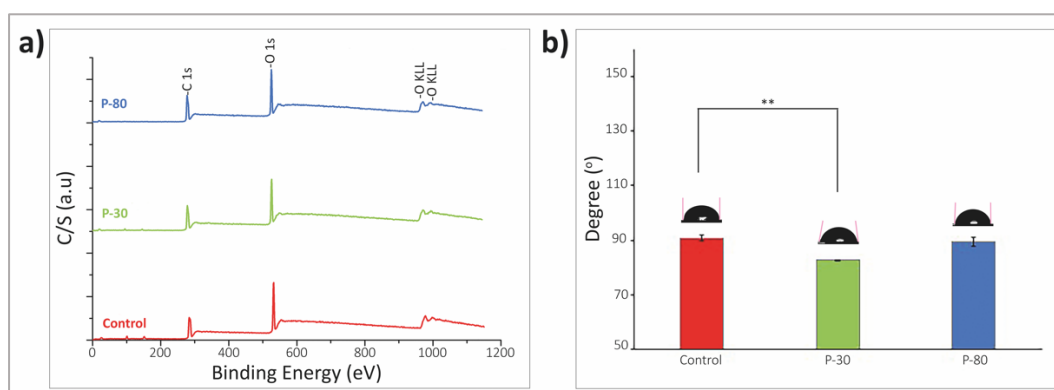 a)
C 1s
O 1s
O KLL
O KLL
P-80
P-30
Control
C/S (a.u)
0
200
400
600
800
1000
1200
Binding Energy (eV)
b)
150
130
110
90
70
50
Degree (º)
**
Control
P-30
P-80